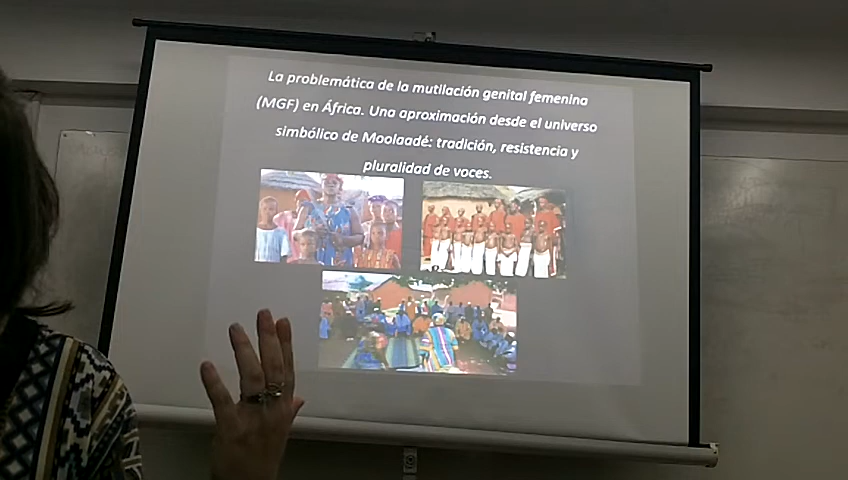 La problemática de la mutilación genital femenina
(MGF) en África. Una aproximación desde el universo
simbólico de Moolaadé: tradición, resistencia y
pluralidad de voces.